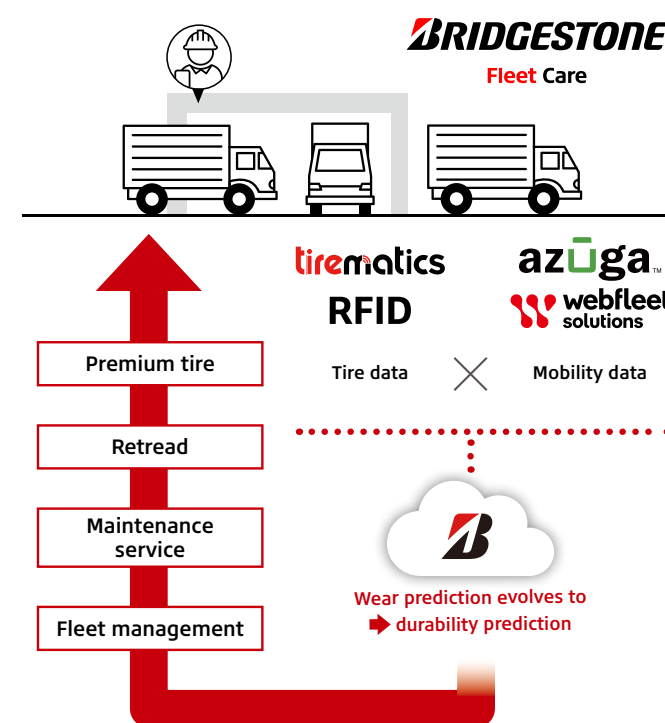 BRIDGESTONE
Fleet Care
tirematics
RFID
azūga™
webfleet
solutions
Tire data
Mobility data
Premium tire
Retread
Maintenance
service
Fleet management
Wear prediction evolves to
durability prediction